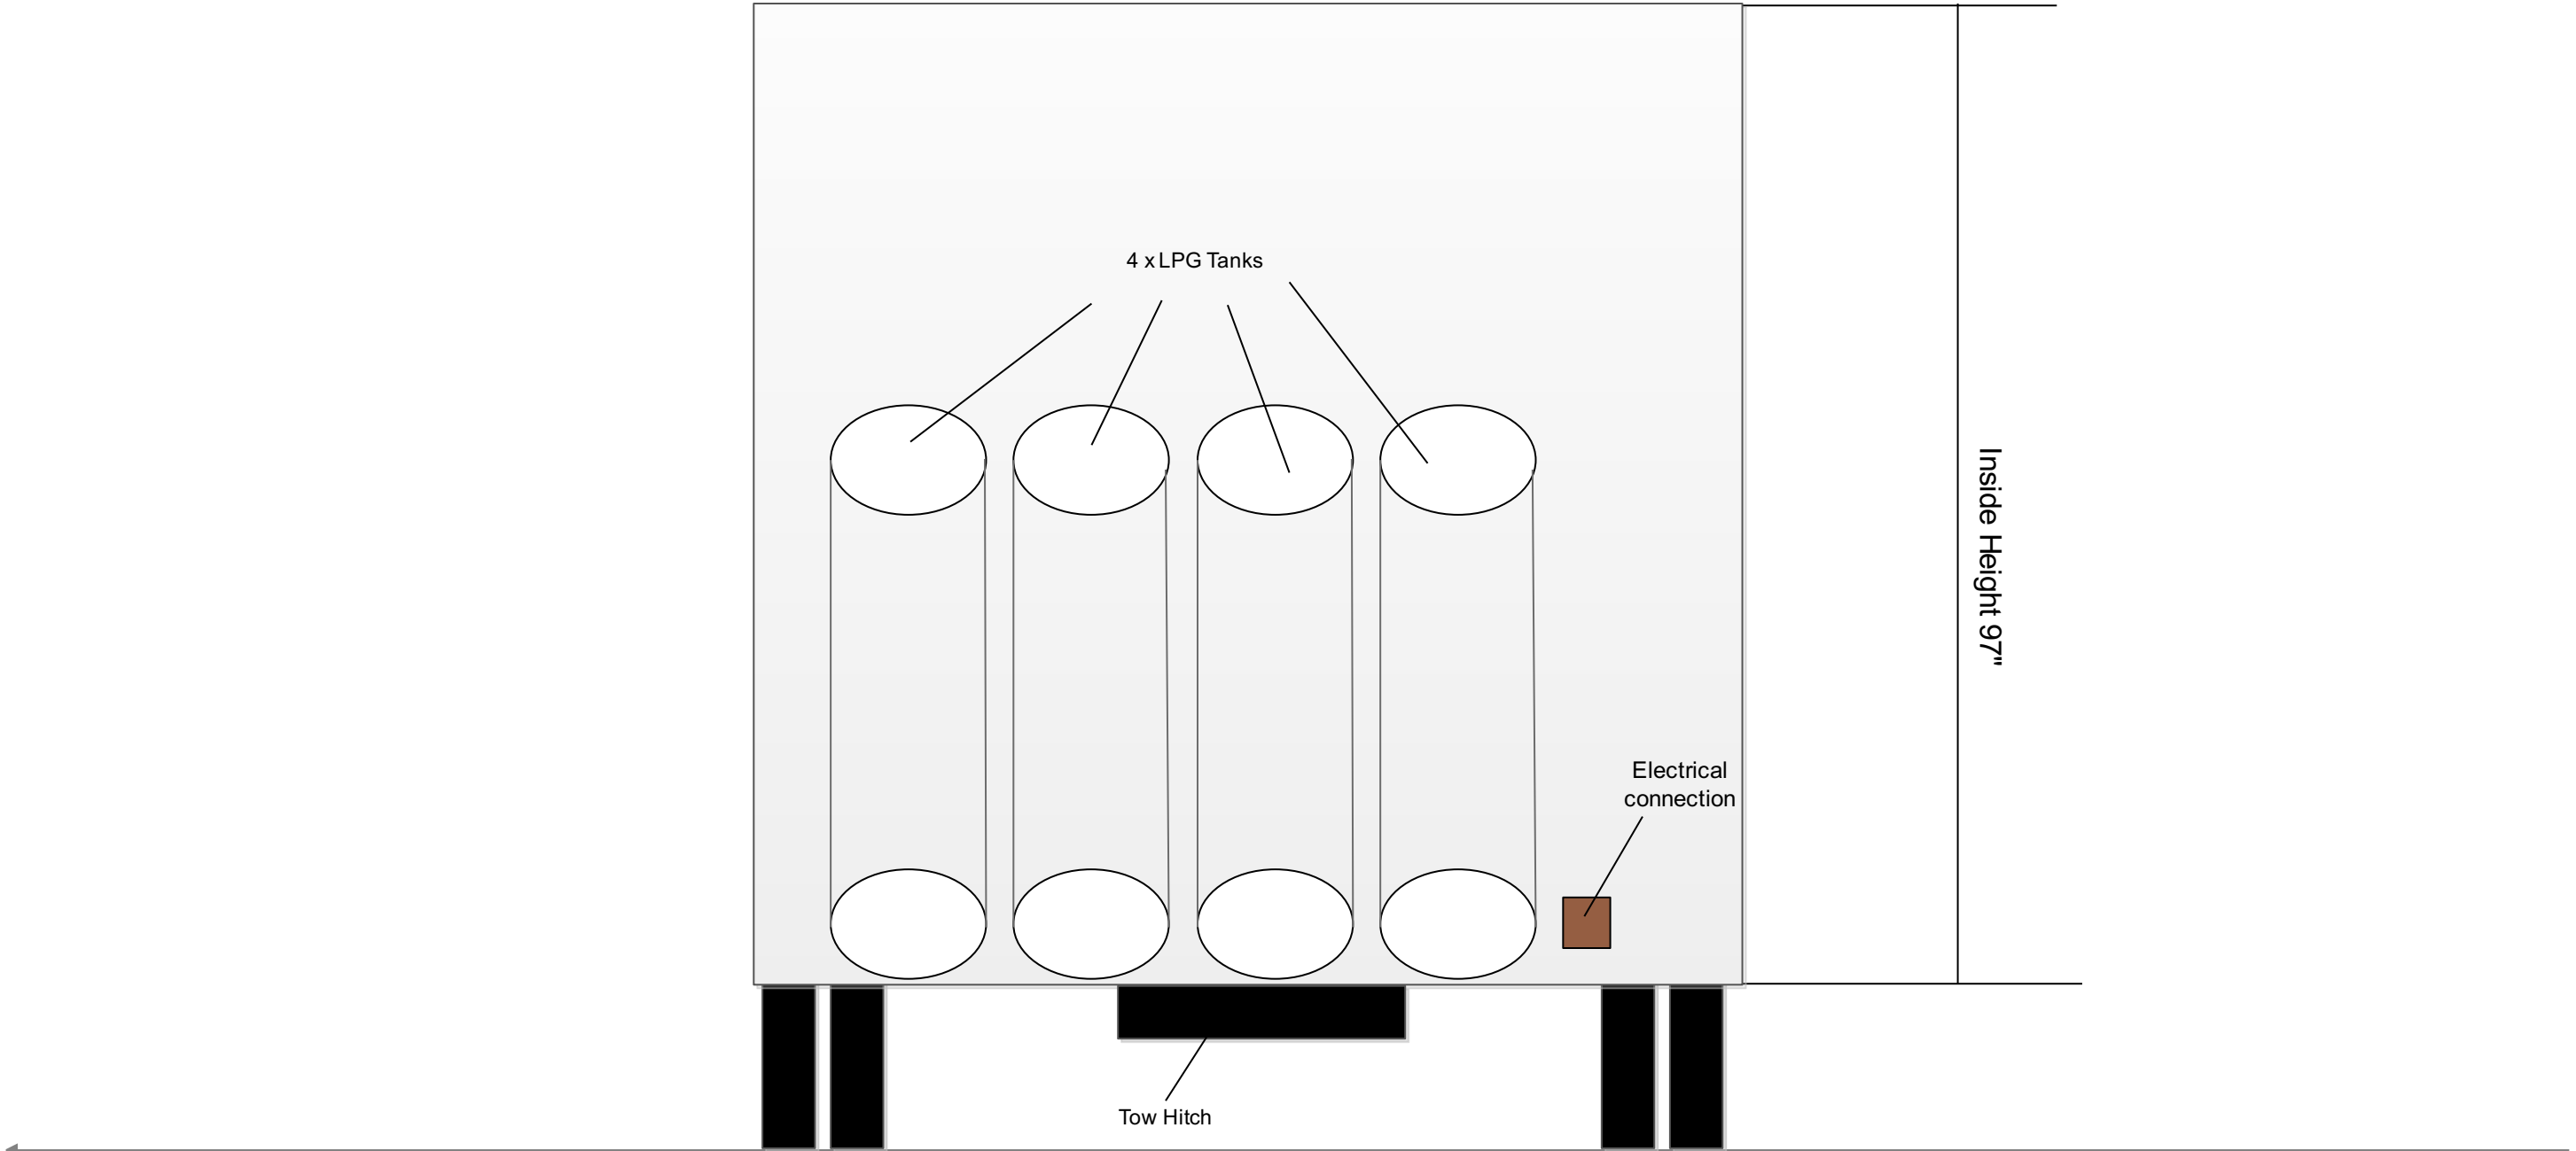 4 x LPG Tanks
Inside Height 97"
Electrical
connection
Tow Hitch